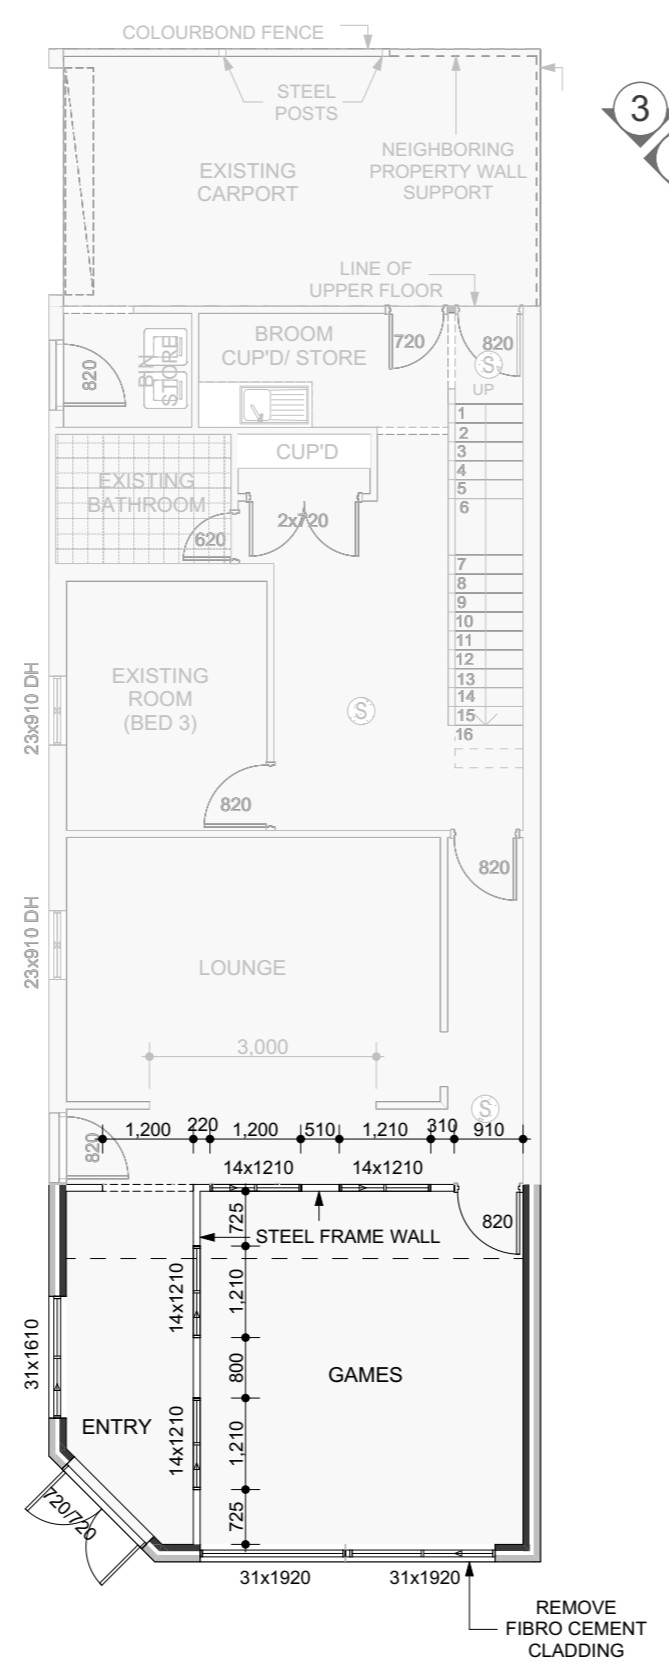 COLOURBOND FENCE
STEEL
POSTS
3
NEIGHBORING
PROPERTY WALL
SUPPORT
EXISTING
CARPORT
LINE OF
UPPER FLOOR
BROOM
CUP'D/ STORE
720
820
S
UP
820
BIN
STORE
1
2
3
4
5
6
7
8
9
10
11
12
13
14
15
16
CUP'D
EXISTING
BATHROOM
2x720
620
EXISTING
ROOM
(BED 3)
23x910 DH
S
820
820
23x910 DH
LOUNGE
3,000
S
820
1,200
220
1,200
510
1,210
310
910
14x1210
14x1210
725
STEEL FRAME WALL
820
14x1210
1,210
31x1610
800
GAMES
ENTRY
14x1210
1,210
720/720
725
31x1920
31x1920
REMOVE
FIBRO CEMENT
CLADDING